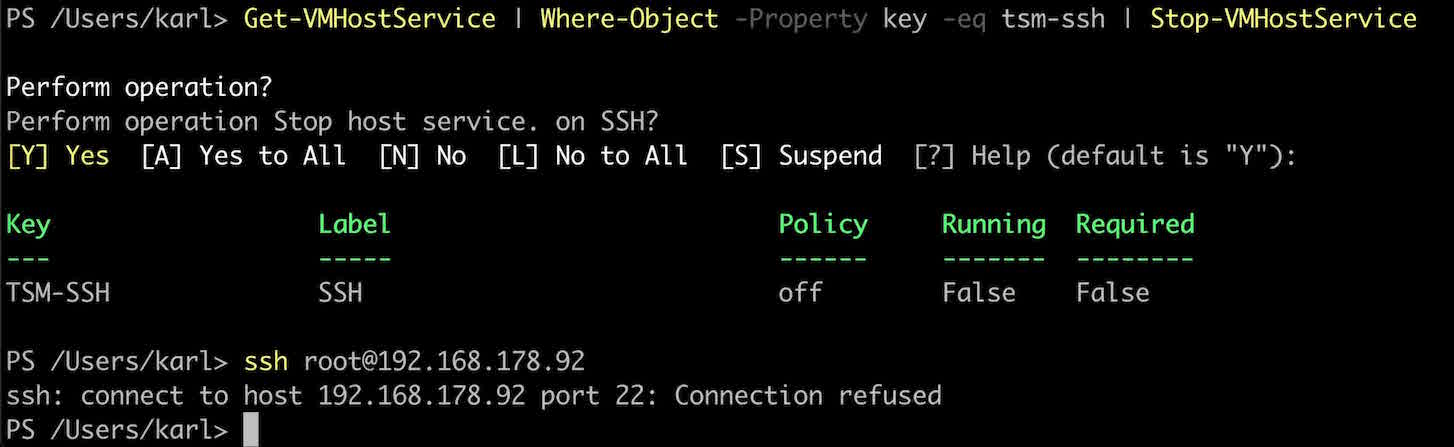 PS /Users/karl> Get-VMHostService | Where-Object -Property key -eq tsm-ssh | Stop-VMHostService
Perform operation?
Perform operation Stop host service. on SSH?
[Y] Yes  [A] Yes to All  [N] No  [L] No to All  [S] Suspend  [?] Help (default is "Y"):
Key                  Label                          Policy     Running  Required
---                  -----                          ------     -------  --------
TSM-SSH              SSH                            off        False    False
PS /Users/karl> ssh root@192.168.178.92
ssh: connect to host 192.168.178.92 port 22: Connection refused
PS /Users/karl>